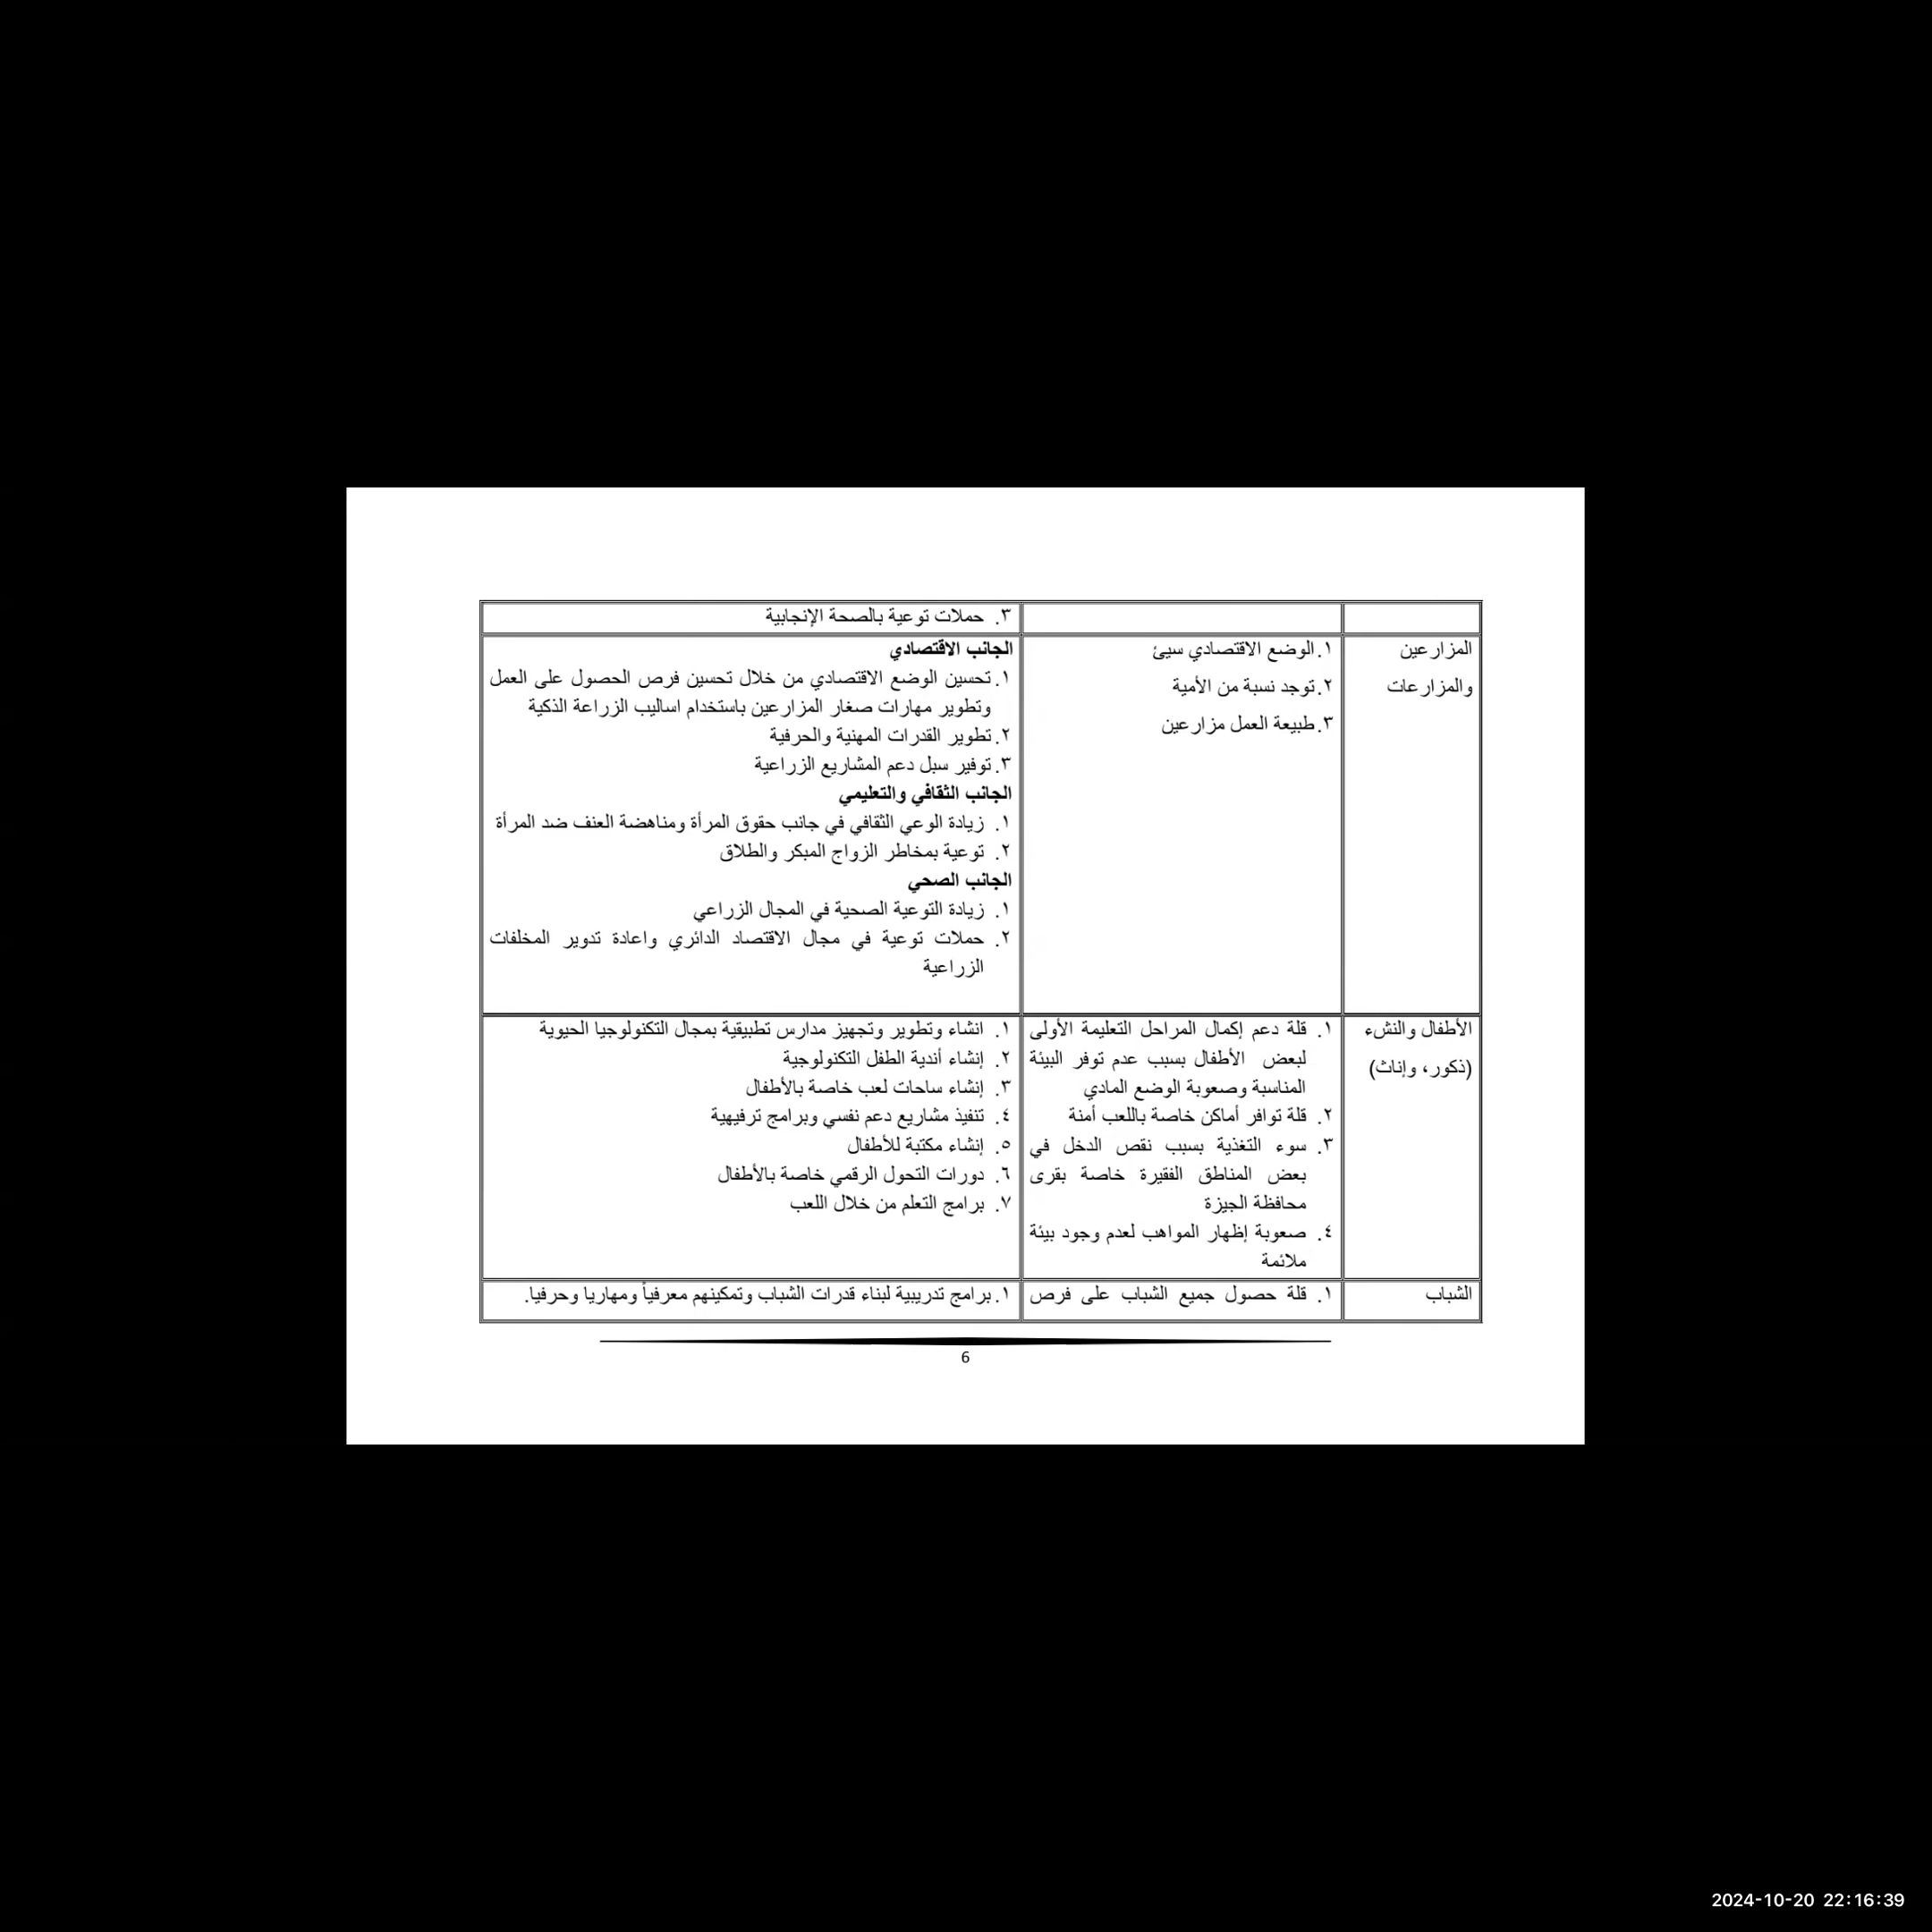 ٣. حملات توعية بالصحة الإنجابية
المزارعين
والمزارعات
١.الوضع الاقتصادي سيئ
٢.توجد نسبة من الأمية
٣.طبيعة العمل مزارعين
الجانب الاقتصادي
١.تحسين الوضع الاقتصادي من خلال تحسين فرص الحصول على العمل
وتطوير مهارات صغار المزارعين باستخدام اساليب الزراعة الذكية
٢.تطوير القدرات المهنية والحرفية
٣.توفير سبل دعم المشاريع الزراعية
الجانب الثقافي والتعليمي
١. زيادة الوعي الثقافي في جانب حقوق المرأة ومناهضة العنف ضد المرأة
٢. توعية بمخاطر الزواج المبكر والطلاق
الجانب الصحي
١. زيادة التوعية الصحية في المجال الزراعي
٢. حملات توعية في مجال الاقتصاد الدائري واعادة تدوير المخلفات
الزراعية
الأطفال والنشء
(ذكور، وإناث)
١. قلة دعم إكمال المراحل التعليمة الأولى
لبعض الأطفال بسبب عدم توفر البيئة
المناسبة وصعوبة الوضع المادي
٢. قلة توافر أماكن خاصة باللعب أمنة
٣. سوء التغذية بسبب نقص الدخل في
بعض المناطق الفقيرة خاصة بقرى
محافظة الجيزة
٤. صعوبة إظهار المواهب لعدم وجود بيئة
ملائمة
١. انشاء وتطوير وتجهيز مدارس تطبيقية بمجال التكنولوجيا الحيوية
٢. إنشاء أندية الطفل التكنولوجية
٣. إنشاء ساحات لعب خاصة بالأطفال
٤. تنفيذ مشاريع دعم نفسي وبرامج ترفيهية
٥. إنشاء مكتبة للأطفال
٦. دورات التحول الرقمي خاصة بالأطفال
٧. برامج التعلم من خلال اللعب
الشباب
١. قلة حصول جميع الشباب على فرص
١.برامج تدريبية لبناء قدرات الشباب وتمكينهم معرفياً ومهاريا وحرفيا.
6
2024-10-20 22:16:39